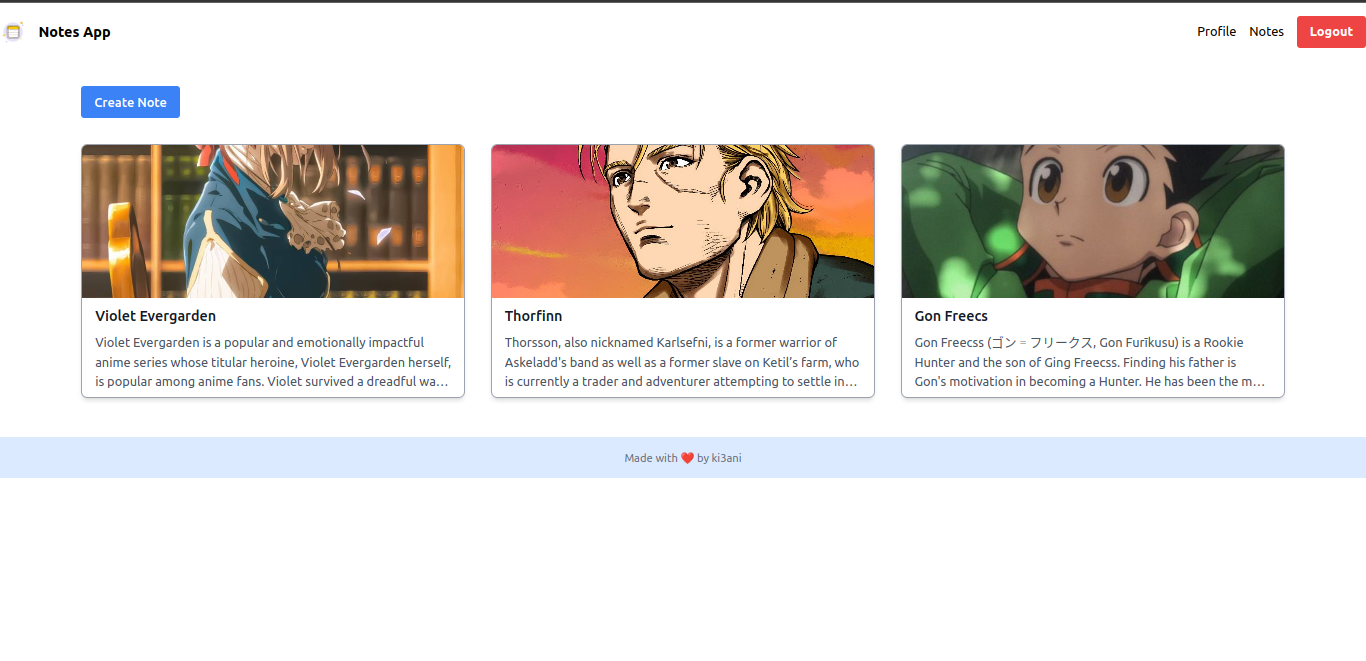 Notes App
Profile
Notes
Logout
Create Note
Violet Evergarden
Violet Evergarden is a popular and emotionally impactful
anime series whose titular heroine, Violet Evergarden herself,
is popular among anime fans. Violet survived a dreadful wa…
Thorfinn
Thorsson, also nicknamed Karlsefni, is a former warrior of
Askeladd's band as well as a former slave on Ketil's farm, who
is currently a trader and adventurer attempting to settle in…
Gon Freecs
Gon Freecss (ゴン゠フリークス, Gon Furīkusu) is a Rookie
Hunter and the son of Ging Freecss. Finding his father is
Gon's motivation in becoming a Hunter. He has been the m…
Made with ❤️ by ki3ani